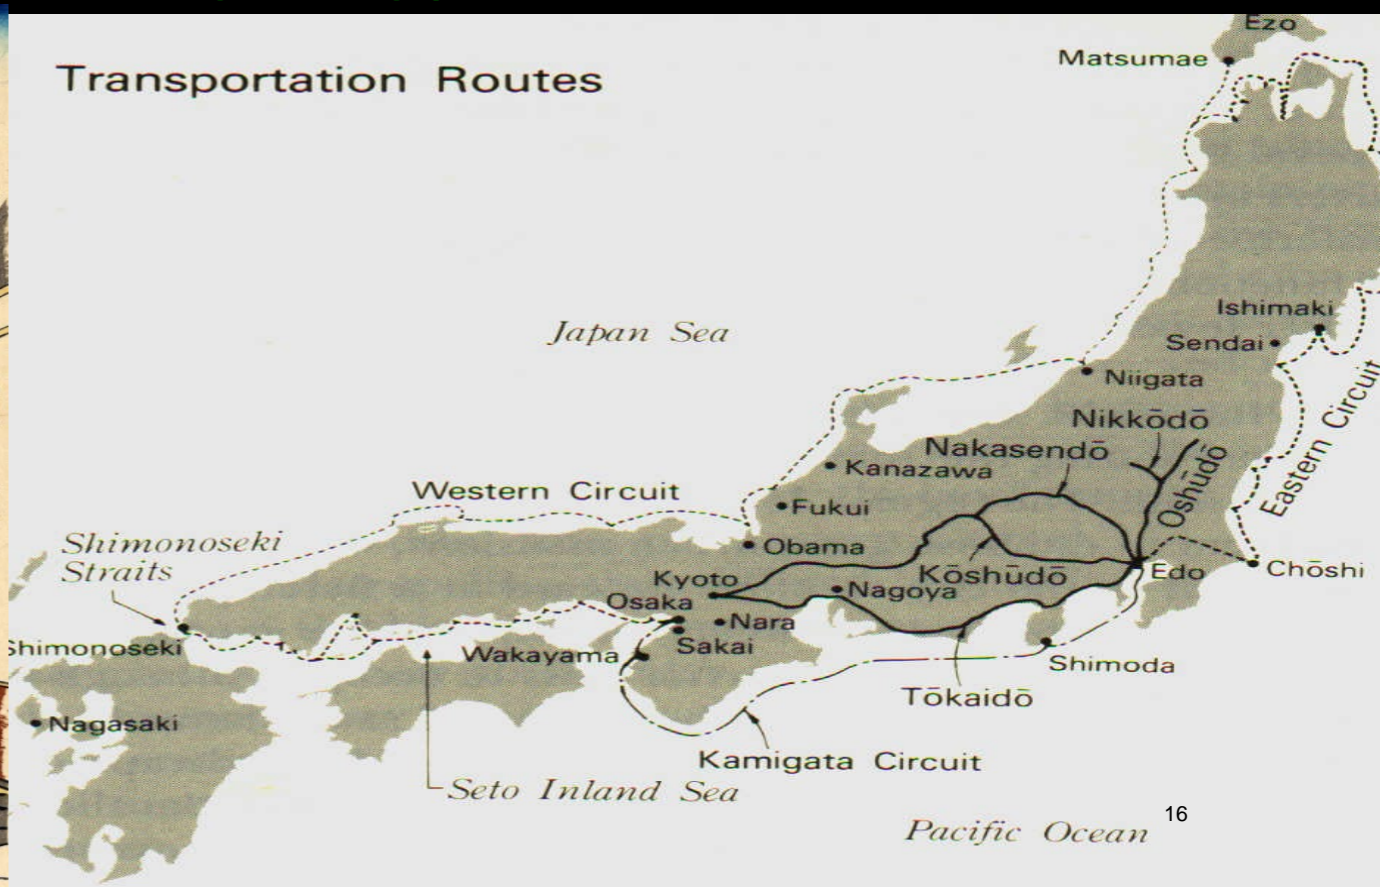 Transportation Routes
Ezo
Matsumae
Japan Sea
Ishimaki
Sendai
Niigata
Eastern Circuit
Nikkōdō
Nakasendō
Oshūdō
Kanazawa
Western Circuit
Fukui
Shimonoseki
Straits
Obama
Kyoto
Kōshūdō
Edo
Chōshi
Nagoya
Osaka
Nara
Sakai
Shimonoseki
Wakayama
Shimoda
Tōkaidō
Nagasaki
Kamigata Circuit
Seto Inland Sea
16
Pacific Ocean